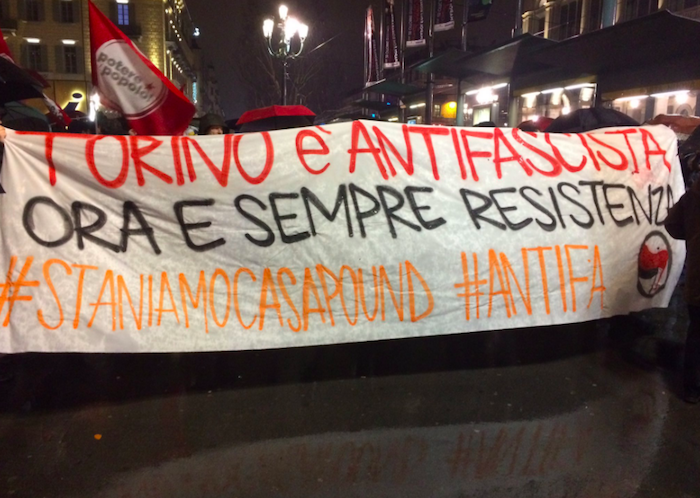 potere al popolo!
TORINO è ANTIFASCISTA
ORA E SEMPRE RESISTENZA
#STANIAMOCASAPOUND #ANTIFA